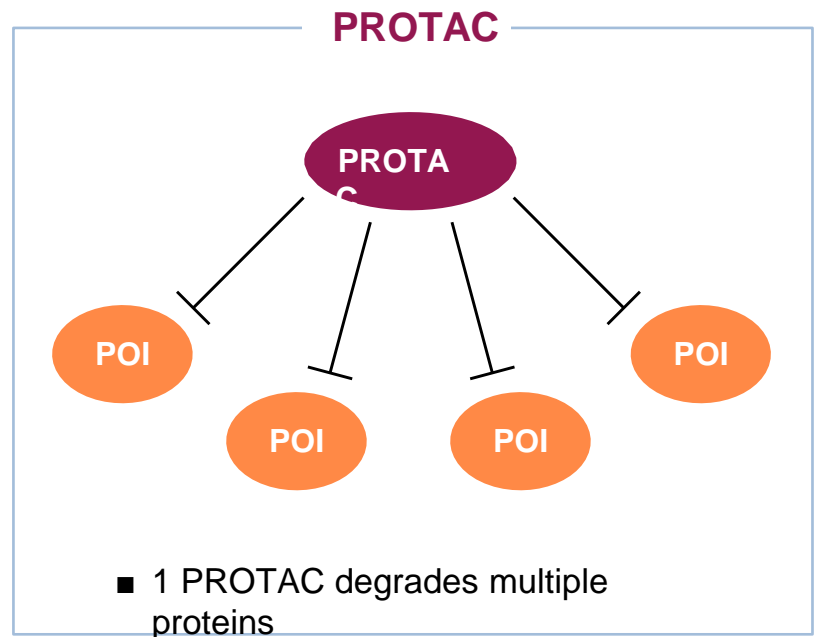 PROTAC
PROTA
C
POI
POI
POI
POI
■ 1 PROTAC degrades multiple
proteins